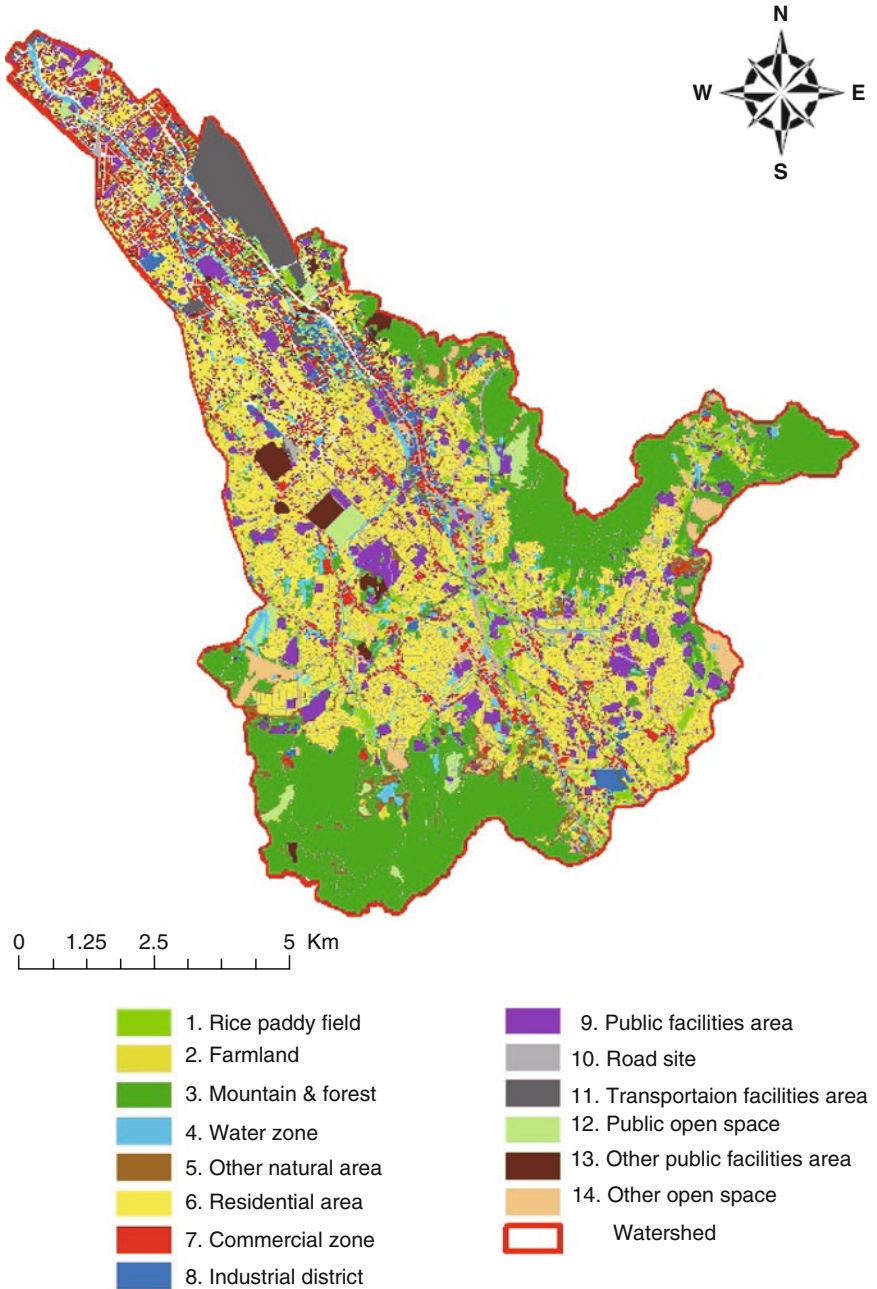 N
W E
S
0 1.25 2.5 5 Km
1. Rice paddy field
2. Farmland
3. Mountain & forest
4. Water zone
5. Other natural area
6. Residential area
7. Commercial zone
8. Industrial district
9. Public facilities area
10. Road site
11. Transportaion facilities area
12. Public open space
13. Other public facilities area
14. Other open space
Watershed